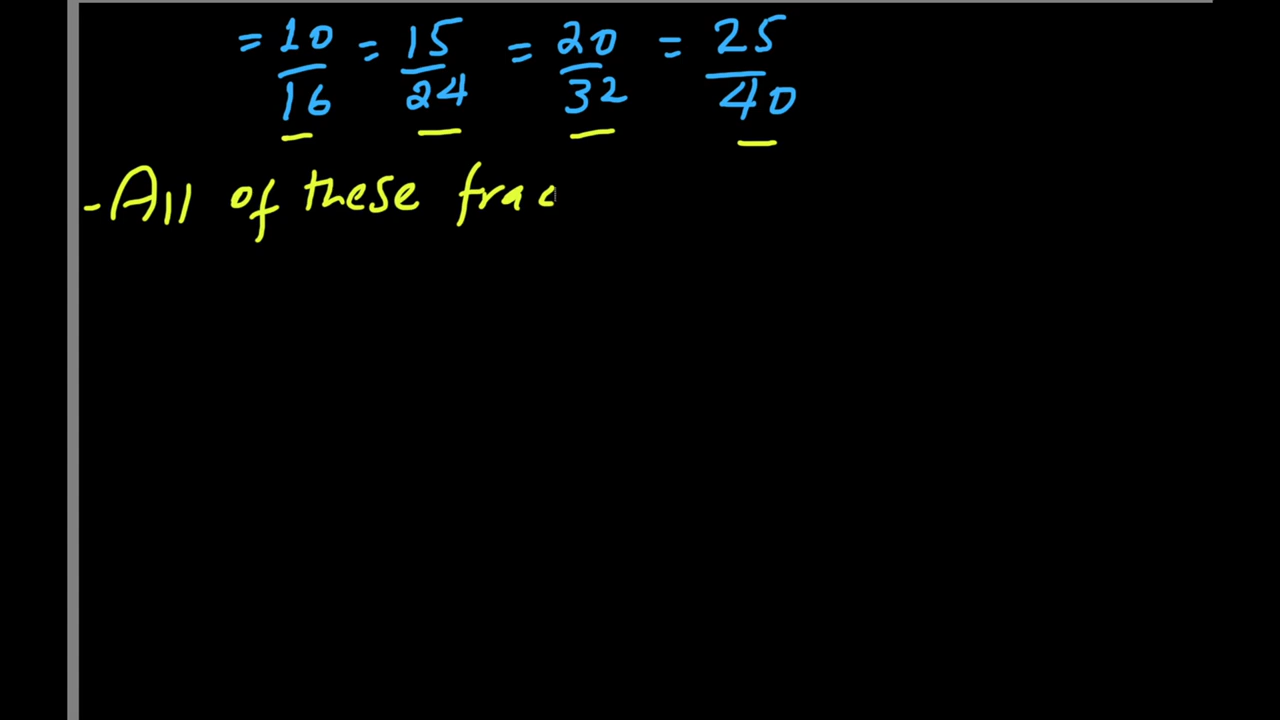 = 10/16 = 15/24 = 20/32 = 25/40
- All of these frac